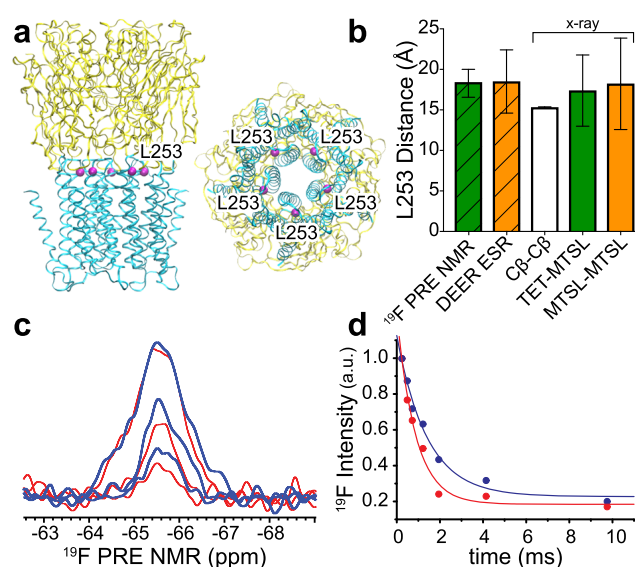 a
L253
L253
L253
L253
L253
L253
b
x-ray
L253 Distance (Å)
25
20
15
10
5
0
¹⁹F PRE NMR
DEER ESR
Cβ-Cβ
TET-MTSL
MTSL-MTSL
c
-63 -64 -65 -66 -67 -68
¹⁹F PRE NMR (ppm)
d
¹⁹F Intensity (a.u.)
1.0
0.8
0.6
0.4
0.2
0 2 4 6 8 10
time (ms)